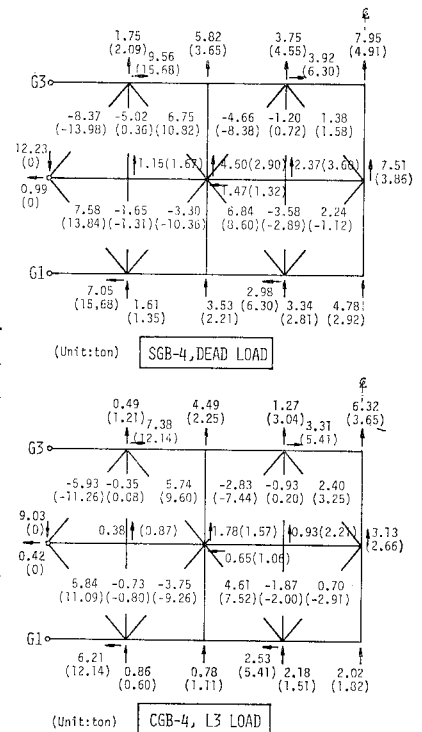 ℄
1.75 5.82 3.75 7.95
(2.09) (3.65) (4.55) (4.91)
9.56 3.92
(15.68) (6.30)
G3
-8.37 -5.02 6.75 -4.66 -1.20 1.38
(-13.98) (0.36) (10.82) (-8.38) (0.72) (1.58)
12.23
(0)
1.15(1.67) 4.50(2.90) 2.37(3.60) 7.51
(3.86)
0.99
(0)
1.47(1.32)
7.58 -1.65 -3.30 6.84 -3.58 2.24
(13.84) (-1.31) (-10.36) (8.60) (-2.89) (-1.12)
G1
7.05 2.98
(15,68) (6.30)
1.61 3.53 3.34 4.78
(1.35) (2.21) (2.81) (2.92)
(Unit:ton) SGB-4,DEAD LOAD
℄
0.49 4.49 1.27 6.32
(1.21) (2.25) (3.04) (3.65)
7.38 3.31
(12.14) (5.41)
G3
-5.93 -0.35 5.74 -2.83 -0.93 2.40
(-11.26) (0.08) (9.60) (-7.44) (0.20) (3.25)
9.03
(0)
0.38 (0.87) 1.78(1.57) 0.93(2.27) 3.13
(2.66)
0.42
(0)
0.65(1.06)
5.84 -0.73 -3.75 4.61 -1.87 0.70
(11.09) (-0.80) (-9.26) (7.52) (-2.00) (-2.91)
G1
6.21 2.53
(12.14) (5.41)
0.86 0.78 2.18 2.02
(0.60) (1.11) (1.51) (1.82)
(Unit:ton) CGB-4, L3 LOAD